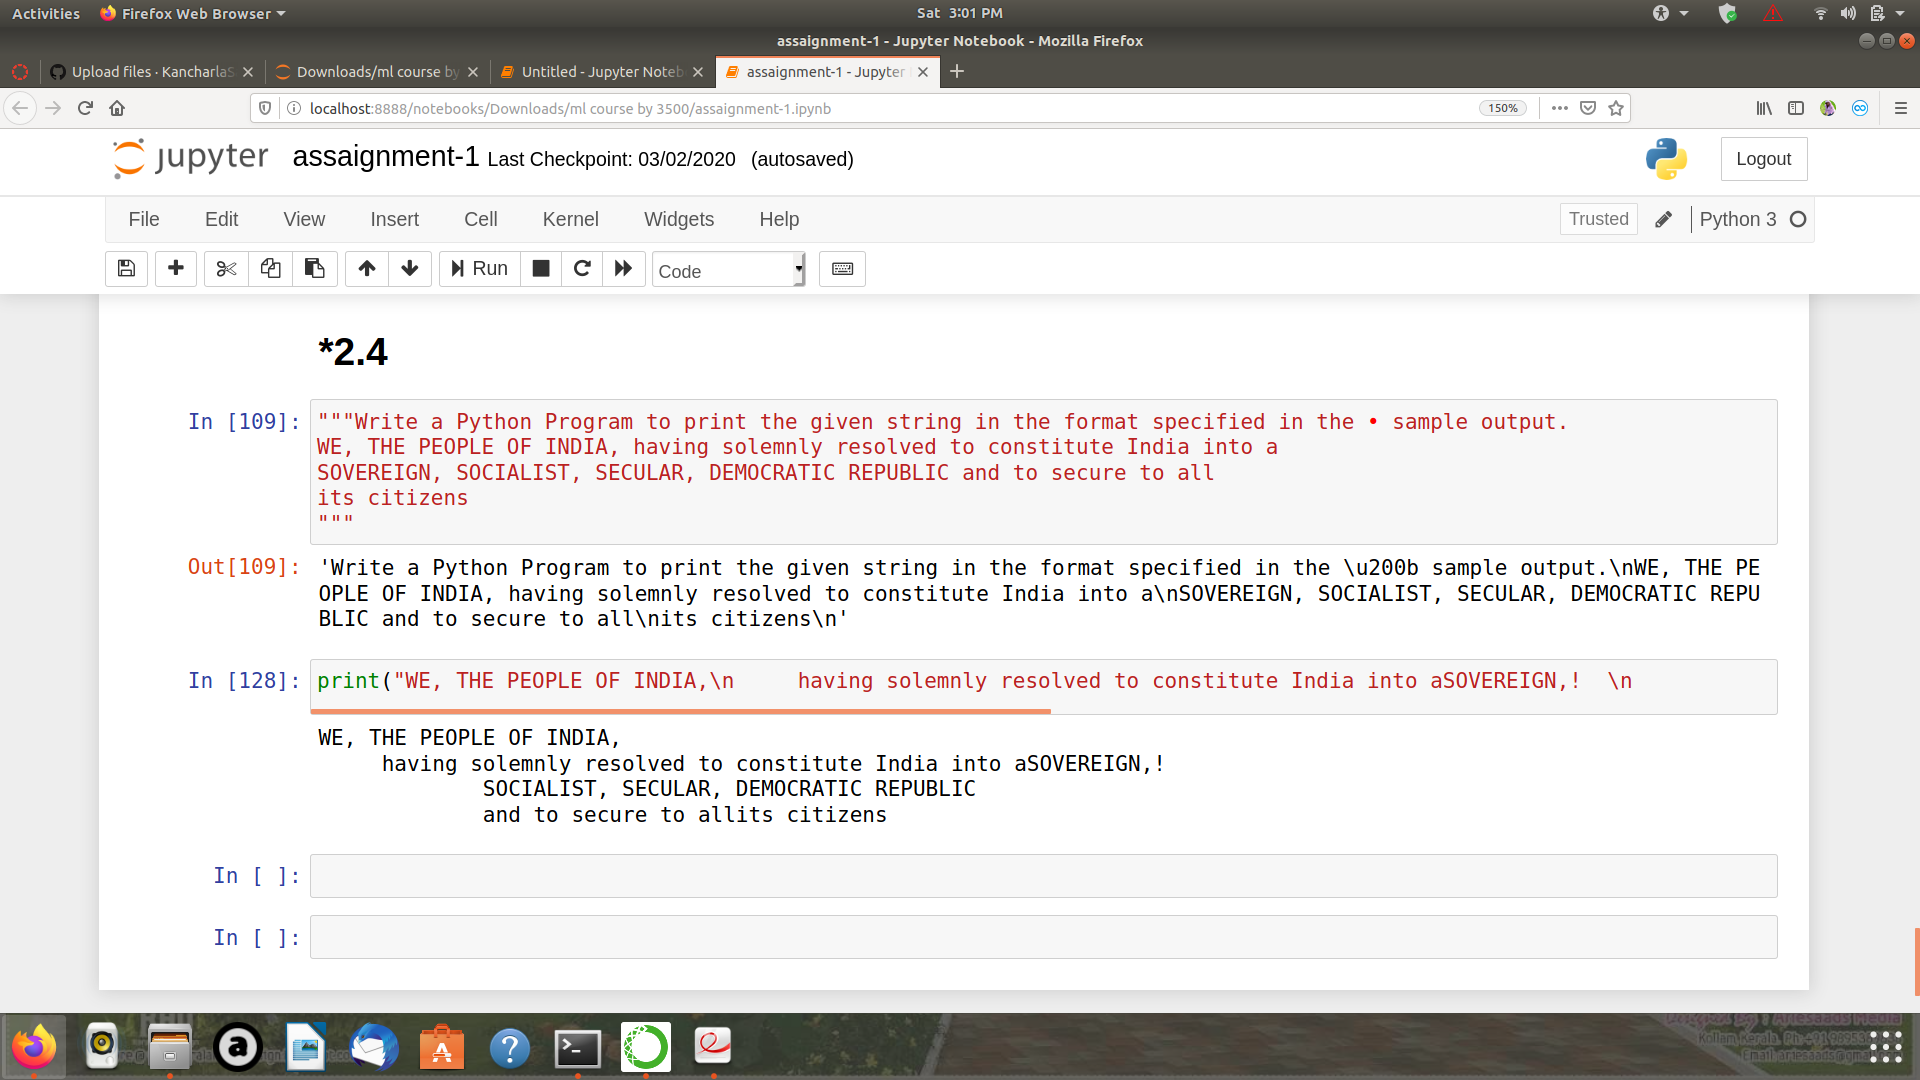 Activities Firefox Web Browser Sat 3:01 PM
assaignment-1 - Jupyter Notebook - Mozilla Firefox
Upload files · KancharlaS Downloads/ml course by Untitled - Jupyter Noteb assaignment-1 - Jupyter
localhost:8888/notebooks/Downloads/ml course by 3500/assaignment-1.ipynb 150%
jupyter assaignment-1 Last Checkpoint: 03/02/2020 (autosaved) Logout
File Edit View Insert Cell Kernel Widgets Help Trusted Python 3
Run Code
*2.4
In [109]: """Write a Python Program to print the given string in the format specified in the • sample output.
WE, THE PEOPLE OF INDIA, having solemnly resolved to constitute India into a
SOVEREIGN, SOCIALIST, SECULAR, DEMOCRATIC REPUBLIC and to secure to all
its citizens
"""
Out[109]: 'Write a Python Program to print the given string in the format specified in the \u200b sample output.\nWE, THE PE
OPLE OF INDIA, having solemnly resolved to constitute India into a\nSOVEREIGN, SOCIALIST, SECULAR, DEMOCRATIC REPU
BLIC and to secure to all\nits citizens\n'
In [128]: print("WE, THE PEOPLE OF INDIA,\n     having solemnly resolved to constitute India into aSOVEREIGN,!  \n
WE, THE PEOPLE OF INDIA,
     having solemnly resolved to constitute India into aSOVEREIGN,!
             SOCIALIST, SECULAR, DEMOCRATIC REPUBLIC
             and to secure to allits citizens
In [ ]:
In [ ]:
Kollam, Kerala. Ph:+91